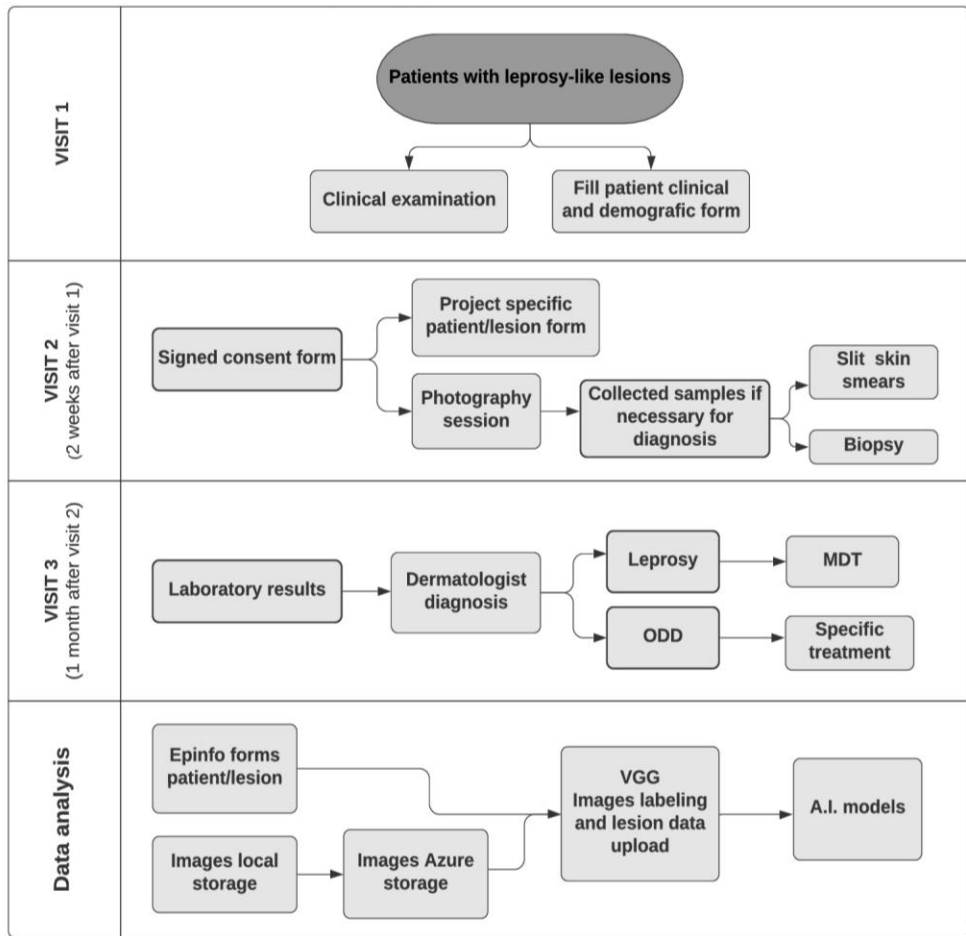 VISIT 1
Patients with leprosy-like lesions
Clinical examination
Fill patient clinical
and demografic form
VISIT 2
(2 weeks after visit 1)
Signed consent form
Project specific
patient/lesion form
Photography
session
Collected samples if
necessary for
diagnosis
Slit skin
smears
Biopsy
VISIT 3
(1 month after visit 2)
Laboratory results
Dermatologist
diagnosis
Leprosy
MDT
ODD
Specific
treatment
Data analysis
Epinfo forms
patient/lesion
Images local
storage
Images Azure
storage
VGG
Images labeling
and lesion data
upload
A.I. models